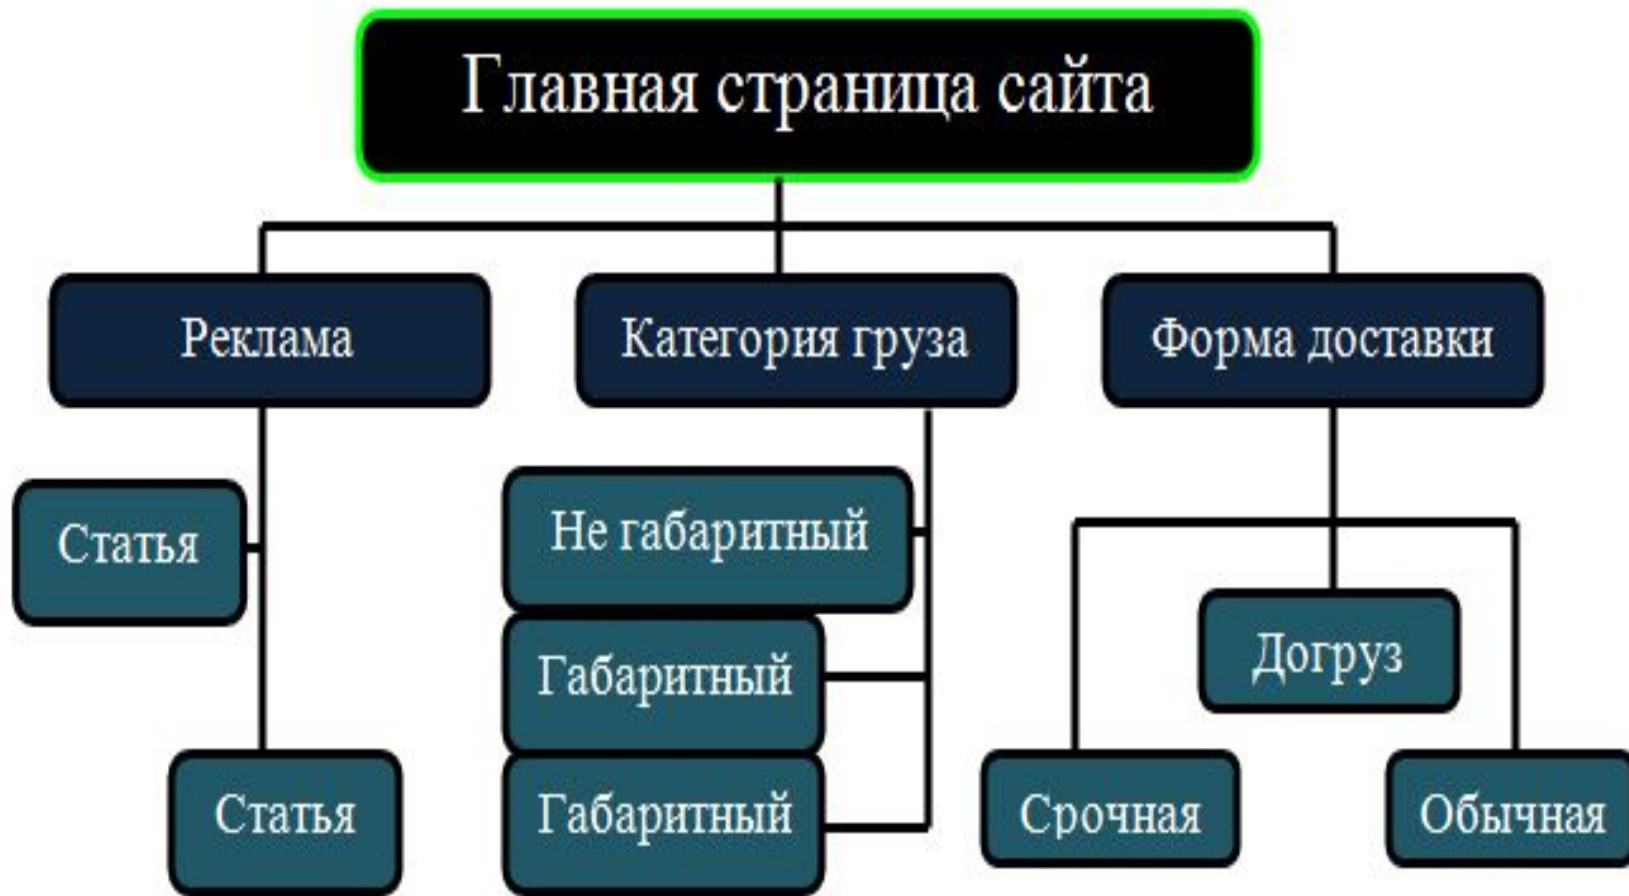 Главная страница сайта
Реклама
Категория груза
Форма доставки
Статья
Не габаритный
Габаритный
Догруз
Статья
Габаритный
Срочная
Обычная